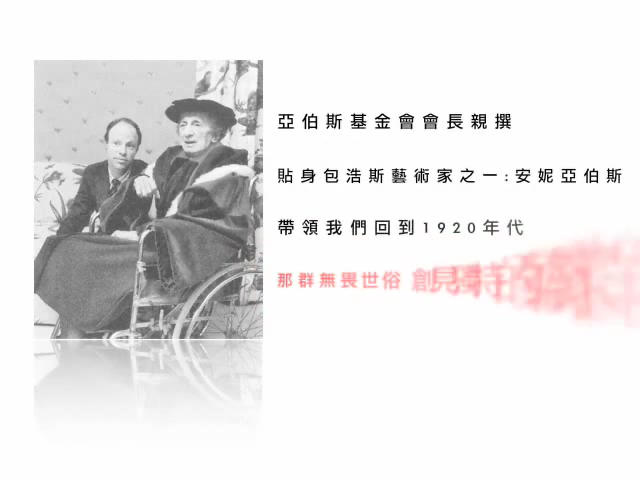 亞伯斯基金會會長親撰
貼身包浩斯藝術家之一:安妮亞伯斯
帶領我們回到1920年代
那群無畏世俗 創見